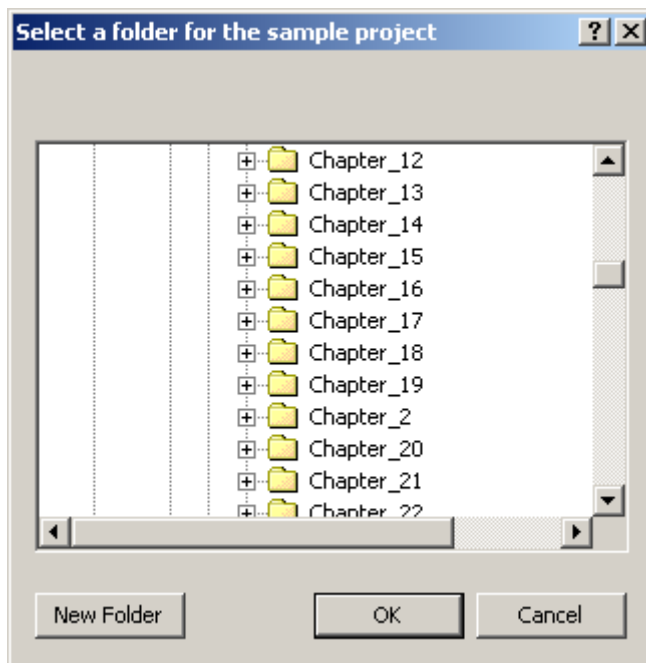 Select a folder for the sample project
Chapter_12
Chapter_13
Chapter_14
Chapter_15
Chapter_16
Chapter_17
Chapter_18
Chapter_19
Chapter_2
Chapter_20
Chapter_21
Chapter_22
New Folder OK Cancel